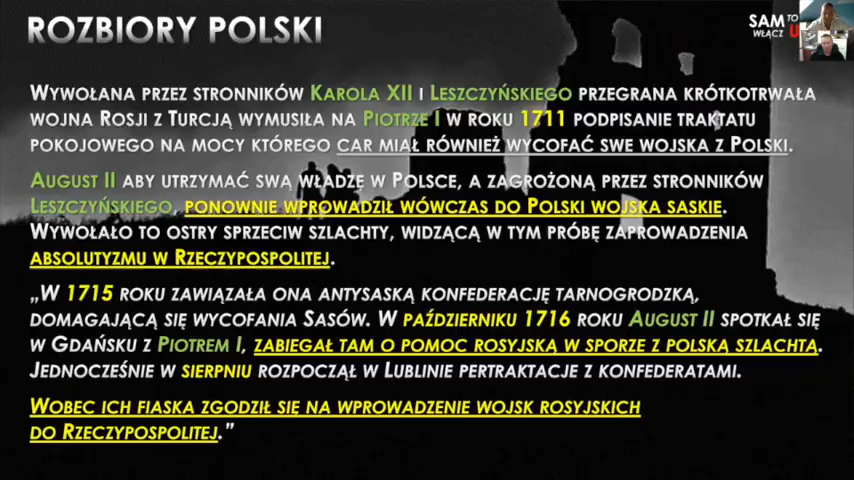 ROZBIORY POLSKI
SAM TO
WŁĄCZ
WYWOŁANA PRZEZ STRONNIKÓW KAROLA XII I LESZCZYŃSKIEGO PRZEGRANA KRÓTKOTRWAŁA
WOJNA ROSJI Z TURCJĄ WYMUSIŁA NA PIOTRZE I W ROKU 1711 PODPISANIE TRAKTATU
POKOJOWEGO NA MOCY KTÓREGO CAR MIAŁ RÓWNIEŻ WYCOFAĆ SWE WOJSKA Z POLSKI.
AUGUST II ABY UTRZYMAĆ SWĄ WŁADZĘ W POLSCE, A ZAGROŻONĄ PRZEZ STRONNIKÓW
LESZCZYŃSKIEGO, PONOWNIE WPROWADZIŁ WÓWCZAS DO POLSKI WOJSKA SASKIE.
WYWOŁAŁO TO OSTRY SPRZECIW SZLACHTY, WIDZĄCĄ W TYM PRÓBĘ ZAPROWADZENIA
ABSOLUTYZMU W RZECZYPOSPOLITEJ.
„W 1715 ROKU ZAWIĄZAŁA ONA ANTYSASKĄ KONFEDERACJĘ TARNOGRODZKĄ,
DOMAGAJĄCĄ SIĘ WYCOFANIA SASÓW. W PAŹDZIERNIKU 1716 ROKU AUGUST II SPOTKAŁ SIĘ
W GDAŃSKU Z PIOTREM I, ZABIEGAŁ TAM O POMOC ROSYJSKĄ W SPORZE Z POLSKĄ SZLACHTĄ.
JEDNOCZEŚNIE W SIERPNIU ROZPOCZĄŁ W LUBLINIE PERTRAKTACJE Z KONFEDERATAMI.
WOBEC ICH FIASKA ZGODZIŁ SIĘ NA WPROWADZENIE WOJSK ROSYJSKICH
DO RZECZYPOSPOLITEJ.”